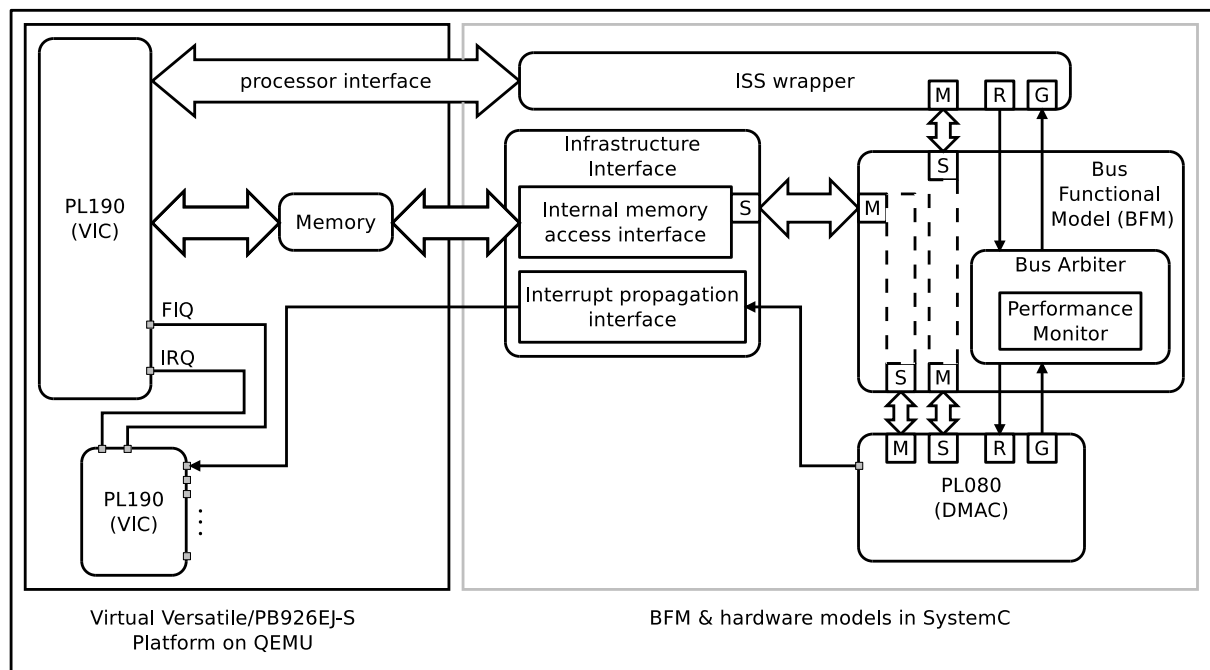 processor interface
ISS wrapper
M
R
G
PL190
(VIC)
Memory
Infrastructure
Interface
Internal memory
access interface
S
M
S
Bus
Functional
Model (BFM)
Bus Arbiter
Performance
Monitor
Interrupt propagation
interface
FIQ
IRQ
S
M
M
S
R
G
PL080
(DMAC)
PL190
(VIC)
Virtual Versatile/PB926EJ-S
Platform on QEMU
BFM & hardware models in SystemC